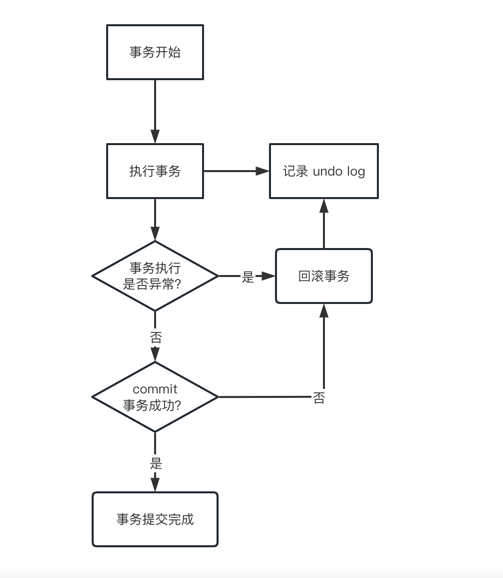 事务开始
执行事务
记录 undo log
事务执行
是否异常?
是
回滚事务
否
commit
事务成功?
否
是
事务提交完成